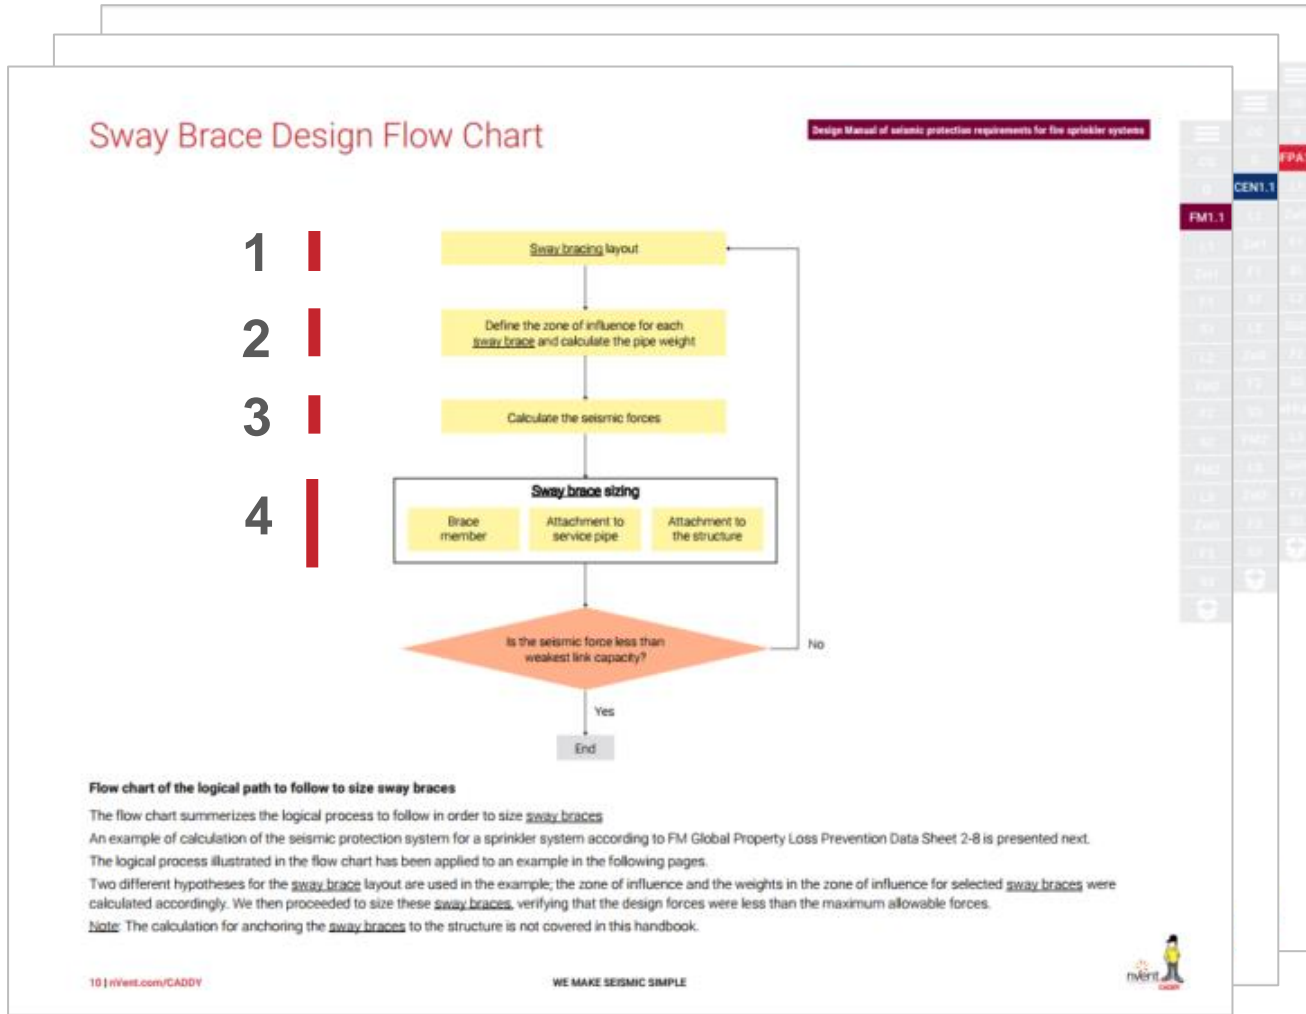 Sway Brace Design Flow Chart
Design Manual of seismic protection requirements for fire sprinkler systems
FPA
CEN1.1
FM1.1
1
Sway bracing layout
2
Define the zone of influence for each
sway brace and calculate the pipe weight
3
Calculate the seismic forces
4
Sway brace sizing
Brace
member
Attachment to
service pipe
Attachment to
the structure
Is the seismic force less than
weakest link capacity?
No
Yes
End
Flow chart of the logical path to follow to size sway braces
The flow chart summerizes the logical process to follow in order to size sway braces
An example of calculation of the seismic protection system for a sprinkler system according to FM Global Property Loss Prevention Data Sheet 2-8 is presented next.
The logical process illustrated in the flow chart has been applied to an example in the following pages.
Two different hypotheses for the sway brace layout are used in the example; the zone of influence and the weights in the zone of influence for selected sway braces were
calculated accordingly. We then proceeded to size these sway braces, verifying that the design forces were less than the maximum allowable forces.
Note: The calculation for anchoring the sway braces to the structure is not covered in this handbook.
10 | nVent.com/CADDY
WE MAKE SEISMIC SIMPLE
nVent
CADDY